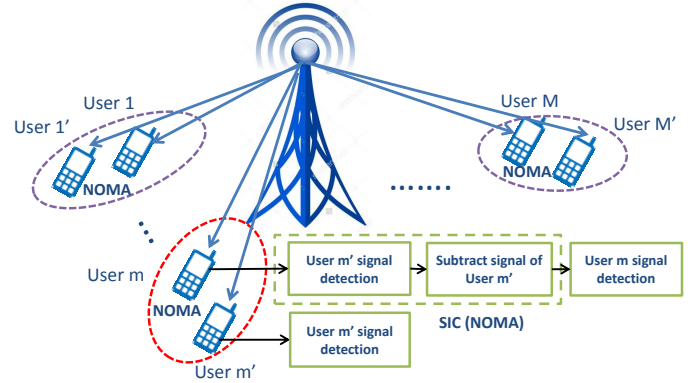 User 1
User 1’
NOMA
User M
User M’
NOMA
........
User m
NOMA
User m’
User m’ signal
detection
Subtract signal of
User m’
User m signal
detection
SIC (NOMA)
User m’ signal
detection